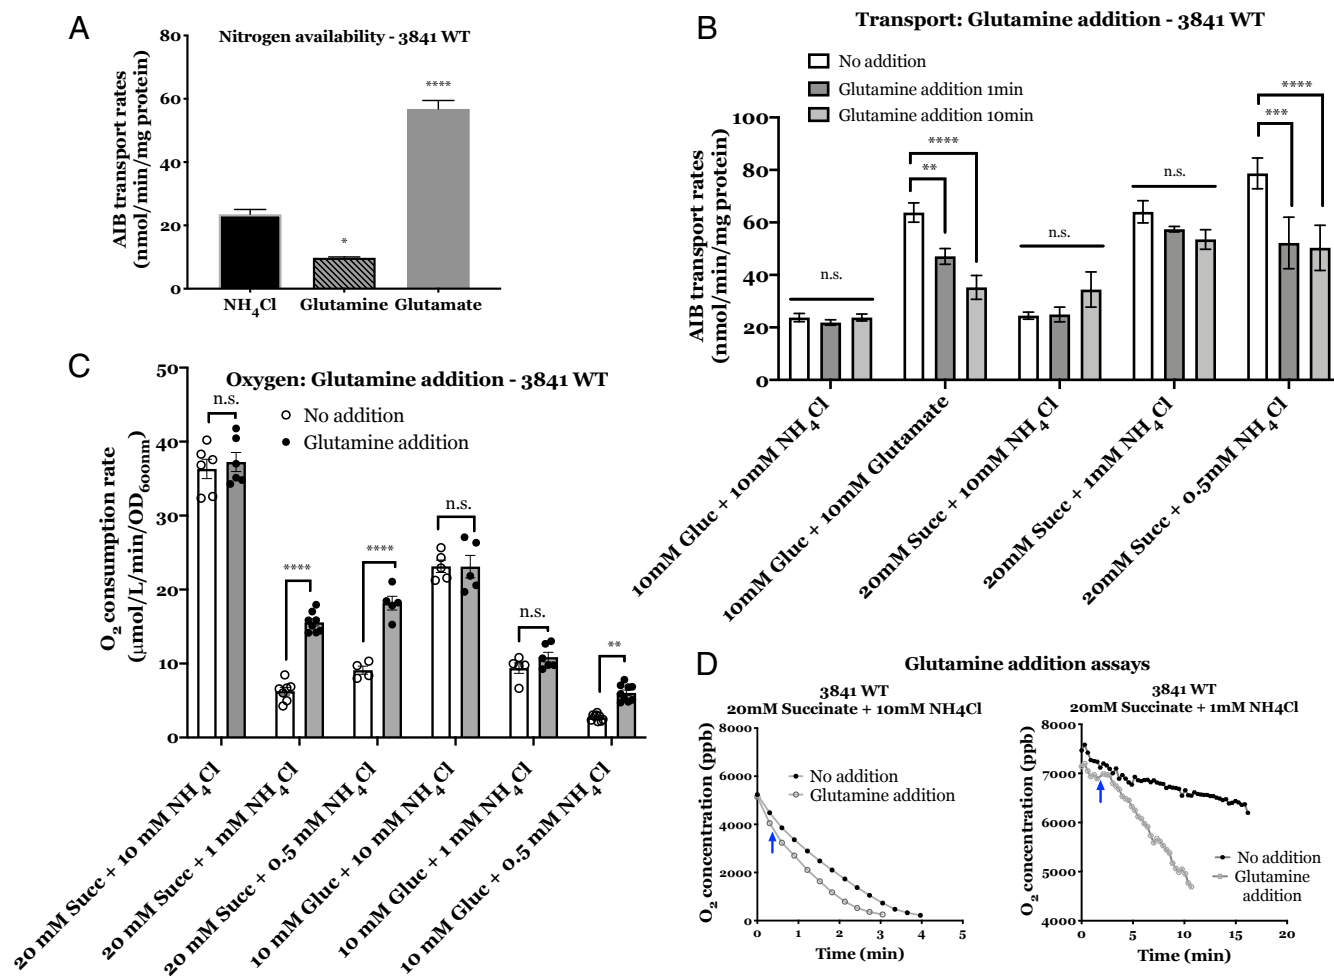 A
Nitrogen availability - 3841 WT
AIB transport rates
(nmol/min/mg protein)
80
60
40
20
0
****
*
NH4Cl Glutamine Glutamate
B
Transport: Glutamine addition - 3841 WT
No addition
Glutamine addition 1min
Glutamine addition 10min
AIB transport rates
(nmol/min/mg protein)
100
80
60
40
20
0
n.s.
****
**
n.s.
n.s.
****
***
10mM Gluc + 10mM NH4Cl
10mM Gluc + 10mM Glutamate
20mM Succ + 10mM NH4Cl
20mM Succ + 1mM NH4Cl
20mM Succ + 0.5mM NH4Cl
C
Oxygen: Glutamine addition - 3841 WT
No addition
Glutamine addition
O2 consumption rate
(µmol/L/min/OD600nm)
50
40
30
20
10
0
n.s.
****
****
n.s.
n.s.
**
20 mM Succ + 10 mM NH4Cl
20 mM Succ + 1 mM NH4Cl
20 mM Succ + 0.5 mM NH4Cl
10 mM Gluc + 10 mM NH4Cl
10 mM Gluc + 1 mM NH4Cl
10 mM Gluc + 0.5 mM NH4Cl
D
Glutamine addition assays
3841 WT
20mM Succinate + 10mM NH4Cl
O2 concentration (ppb)
8000
6000
4000
2000
0
No addition
Glutamine addition
0 1 2 3 4 5
Time (min)
3841 WT
20mM Succinate + 1mM NH4Cl
O2 concentration (ppb)
8000
7000
6000
5000
4000
No addition
Glutamine
addition
0 5 10 15 20
Time (min)